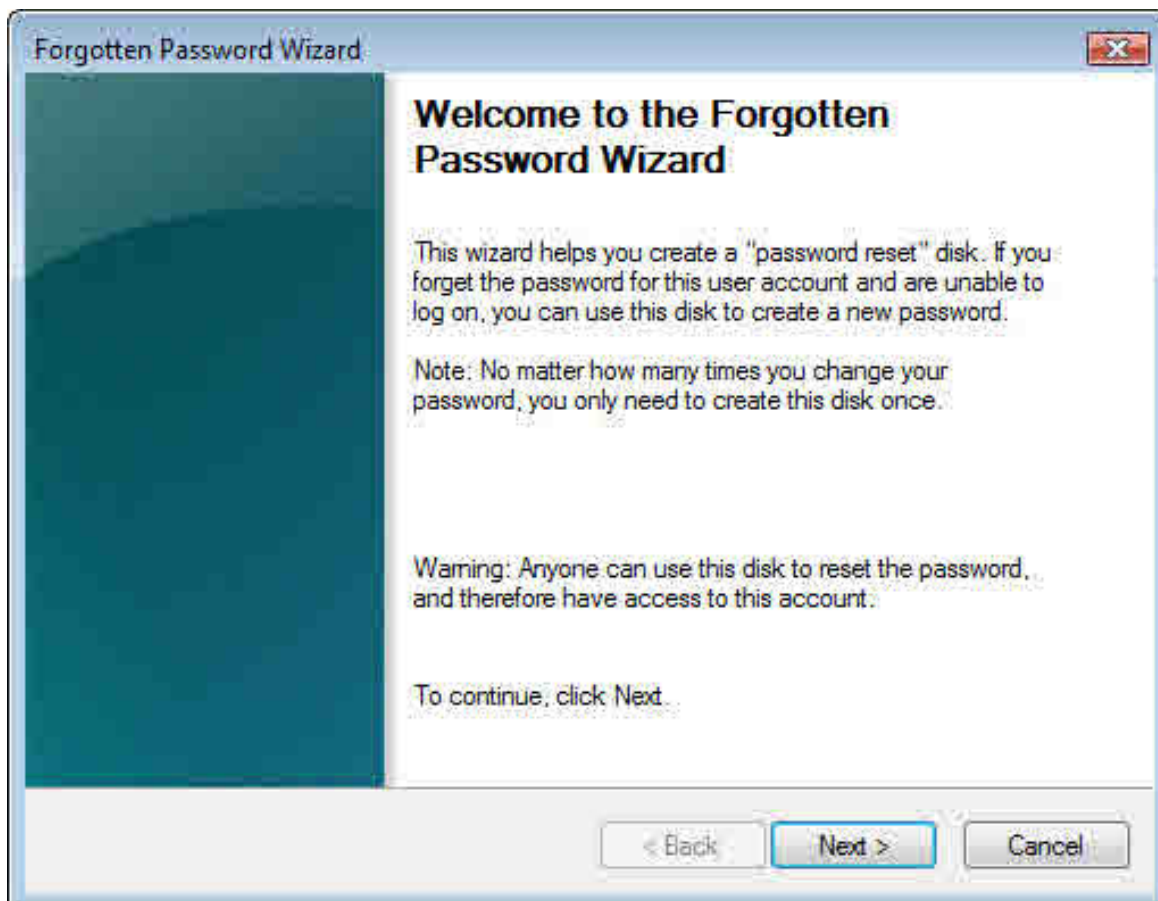 Forgotten Password Wizard
Welcome to the Forgotten
Password Wizard
This wizard helps you create a "password reset" disk. If you
forget the password for this user account and are unable to
log on, you can use this disk to create a new password.
Note: No matter how many times you change your
password, you only need to create this disk once.
Warning: Anyone can use this disk to reset the password,
and therefore have access to this account.
To continue, click Next.
< Back
Next >
Cancel